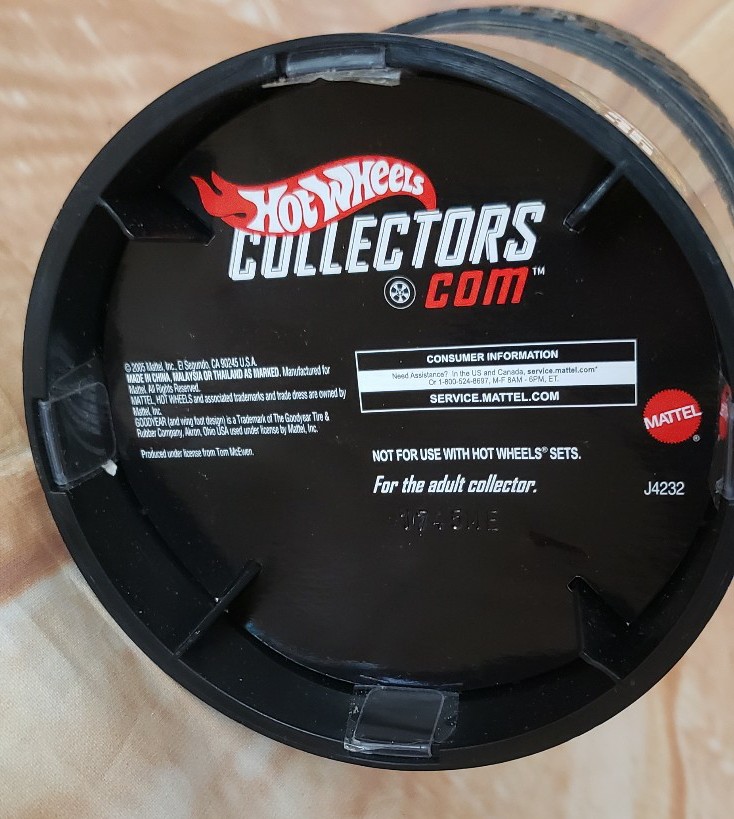 Hot Wheels
COLLECTORS
.com™
© 2005 Mattel, Inc., El Segundo, CA 90245 U.S.A.
MADE IN CHINA, MALAYSIA OR THAILAND AS MARKED. Manufactured for
Mattel. All Rights Reserved.
MATTEL, HOT WHEELS and associated trademarks and trade dress are owned by
Mattel, Inc.
GOODYEAR (and wing foot design) is a Trademark of The Goodyear Tire &
Rubber Company, Akron, Ohio USA used under license by Mattel, Inc.
Produced under license from Tom McEwen.
CONSUMER INFORMATION
Need Assistance? In the US and Canada, service.mattel.com*
Or 1-800-524-8697, M-F 8AM - 6PM, ET.
SERVICE.MATTEL.COM
MATTEL®
NOT FOR USE WITH HOT WHEELS® SETS.
For the adult collector.
J4232